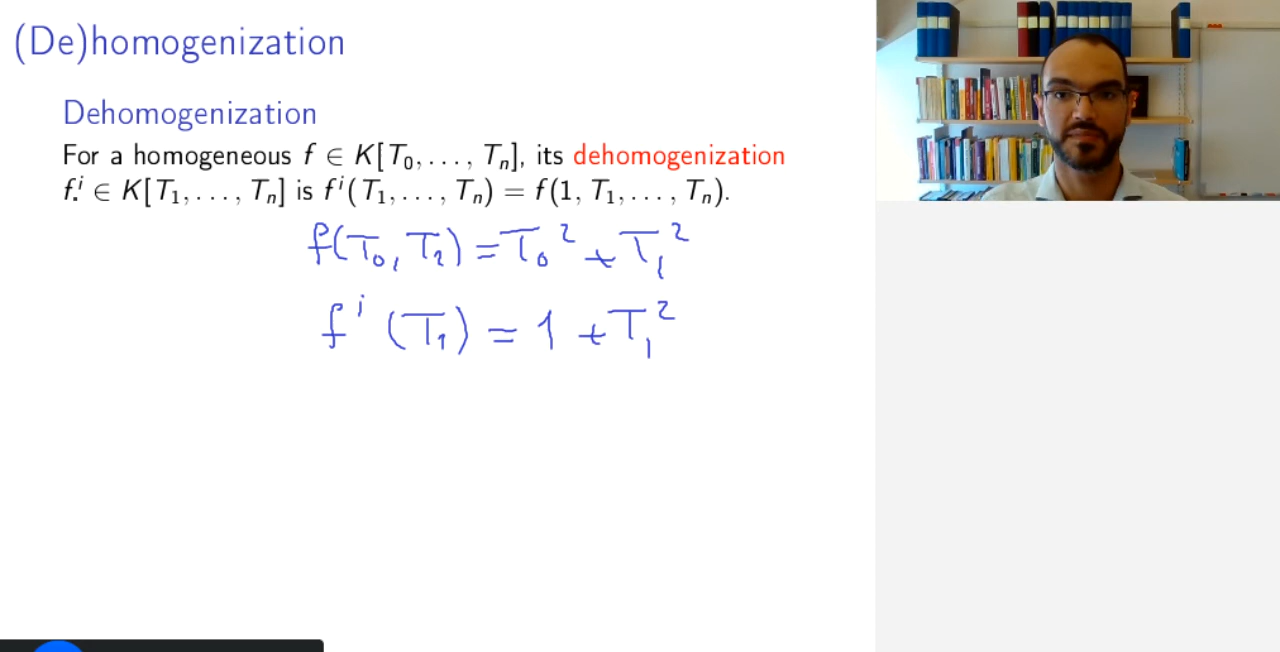 (De)homogenization
Dehomogenization
For a homogeneous f ∈ K[T₀, . . . , Tₙ], its dehomogenization
fⁱ ∈ K[T₁, . . . , Tₙ] is fⁱ(T₁, . . . , Tₙ) = f(1, T₁, . . . , Tₙ).
f(T₀, T₂) = T₀² + T₁²
fⁱ (T₁) = 1 + T₁²